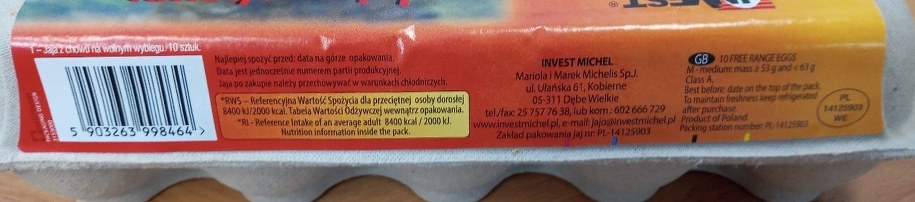 1 - Jaja z chowu na wolnym wybiegu. 10 sztuk.
5 903263 998464 >
Najlepiej spożyć przed: data na górze opakowania.
Data jest jednocześnie numerem partii produkcyjnej.
Jaja po zakupie należy przechowywać w warunkach chłodniczych.
*RWS – Referencyjna Wartość Spożycia dla przeciętnej osoby dorosłej
8400 kJ/2000 kcal. Tabela Wartości Odżywczej wewnątrz opakowania.
*RI - Reference Intake of an average adult 8400 kcal / 2000 kJ.
Nutrition information inside the pack.
INVEST MICHEL
Mariola i Marek Michelis Sp.J.
ul. Ułańska 61, Kobierne
05-311 Dębe Wielkie
tel./fax: 25 757 76 38, lub kom.: 602 666 729
www.investmichel.pl, e-mail: jajo@investmichel.pl
Zakład pakowania jaj nr: PL-14125903
GB 10 FREE RANGE EGGS
M - medium: mass ≥ 53 g and < 63 g
Class A.
Best before: date on the top of the pack.
To maintain freshness keep refrigerated
after purchase.
Product of Poland.
Packing station number: PL-14125903
PL
14125903
WE